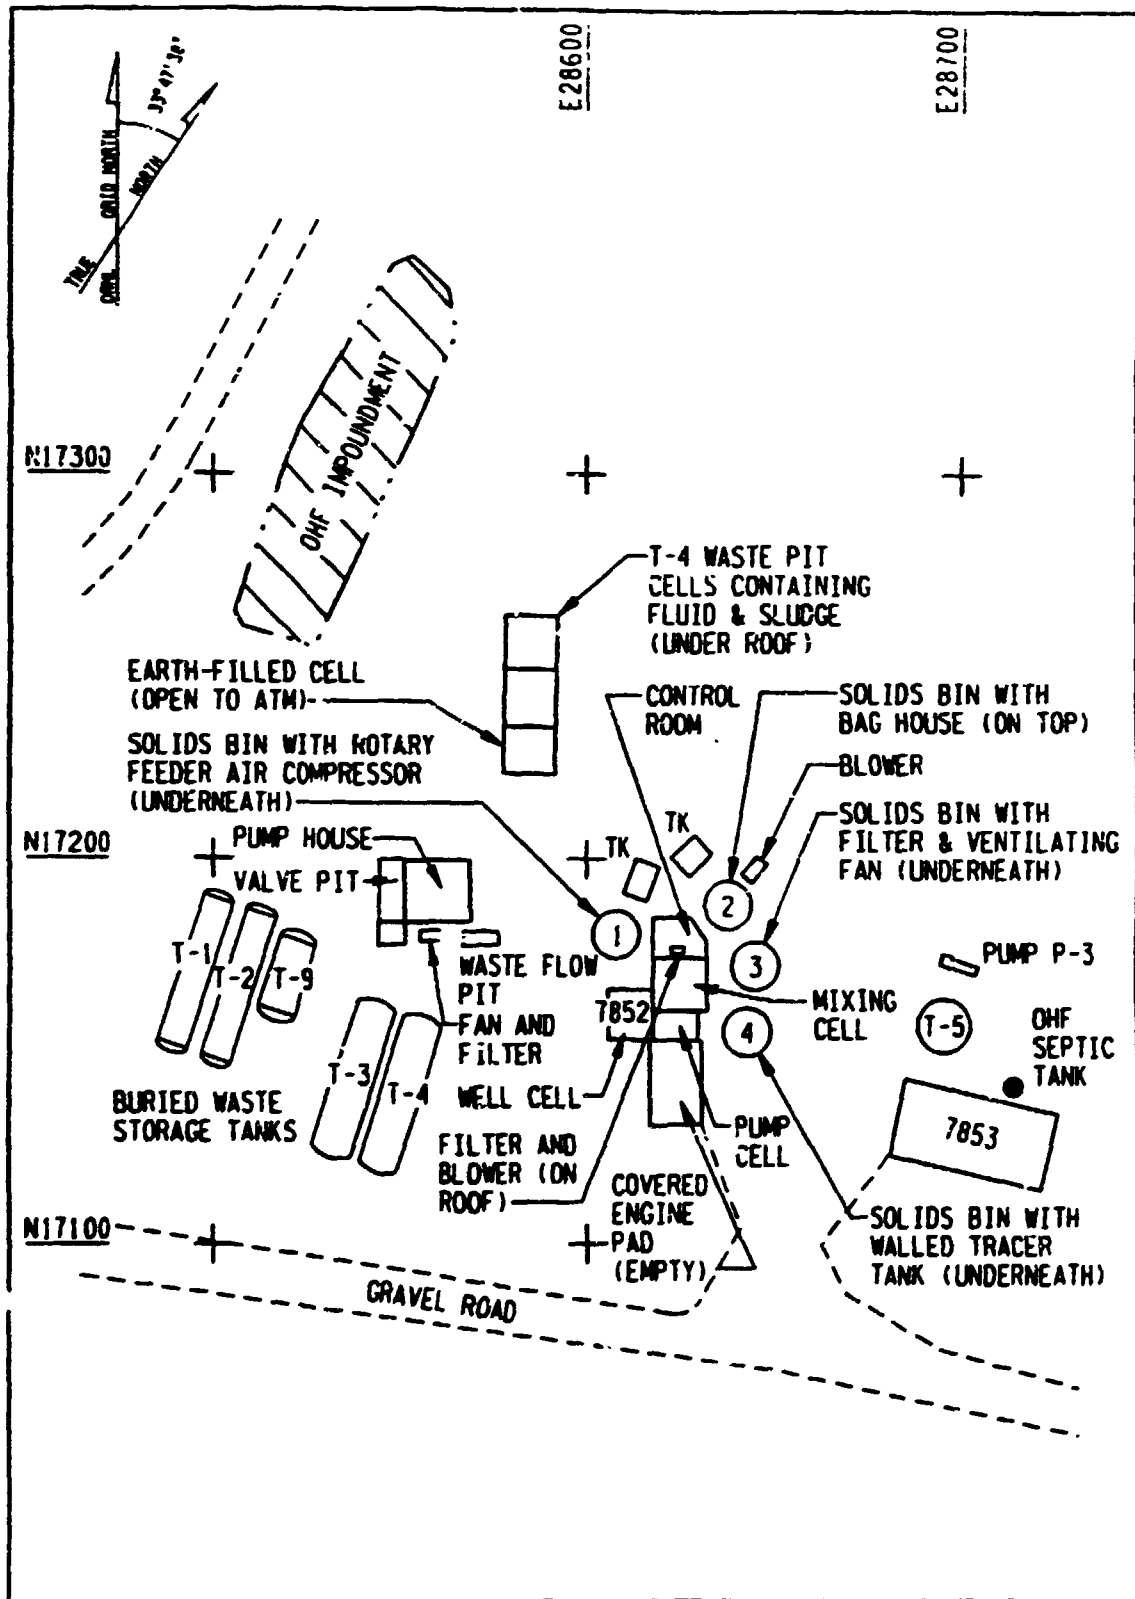 E28600
E28700
33°47'38"
ORNL GRID NORTH
TRUE NORTH
OHF IMPOUNDMENT
N17300
T-4 WASTE PIT
CELLS CONTAINING
FLUID & SLUDGE
(UNDER ROOF)
EARTH-FILLED CELL
(OPEN TO ATM)
CONTROL
ROOM
SOLIDS BIN WITH
BAG HOUSE (ON TOP)
SOLIDS BIN WITH ROTARY
FEEDER AIR COMPRESSOR
(UNDERNEATH)
BLOWER
SOLIDS BIN WITH
FILTER & VENTILATING
FAN (UNDERNEATH)
N17200
PUMP HOUSE
VALVE PIT
TK
TK
1
2
3
4
T-1
T-2
T-9
T-3
T-4
WASTE FLOW
PIT
FAN AND
FILTER
7852
WELL CELL
MIXING
CELL
PUMP P-3
T-5
OHF
SEPTIC
TANK
7853
BURIED WASTE
STORAGE TANKS
FILTER AND
BLOWER (ON
ROOF)
PUMP
CELL
COVERED
ENGINE
PAD
(EMPTY)
SOLIDS BIN WITH
WALLED TRACER
TANK (UNDERNEATH)
N17100
GRAVEL ROAD